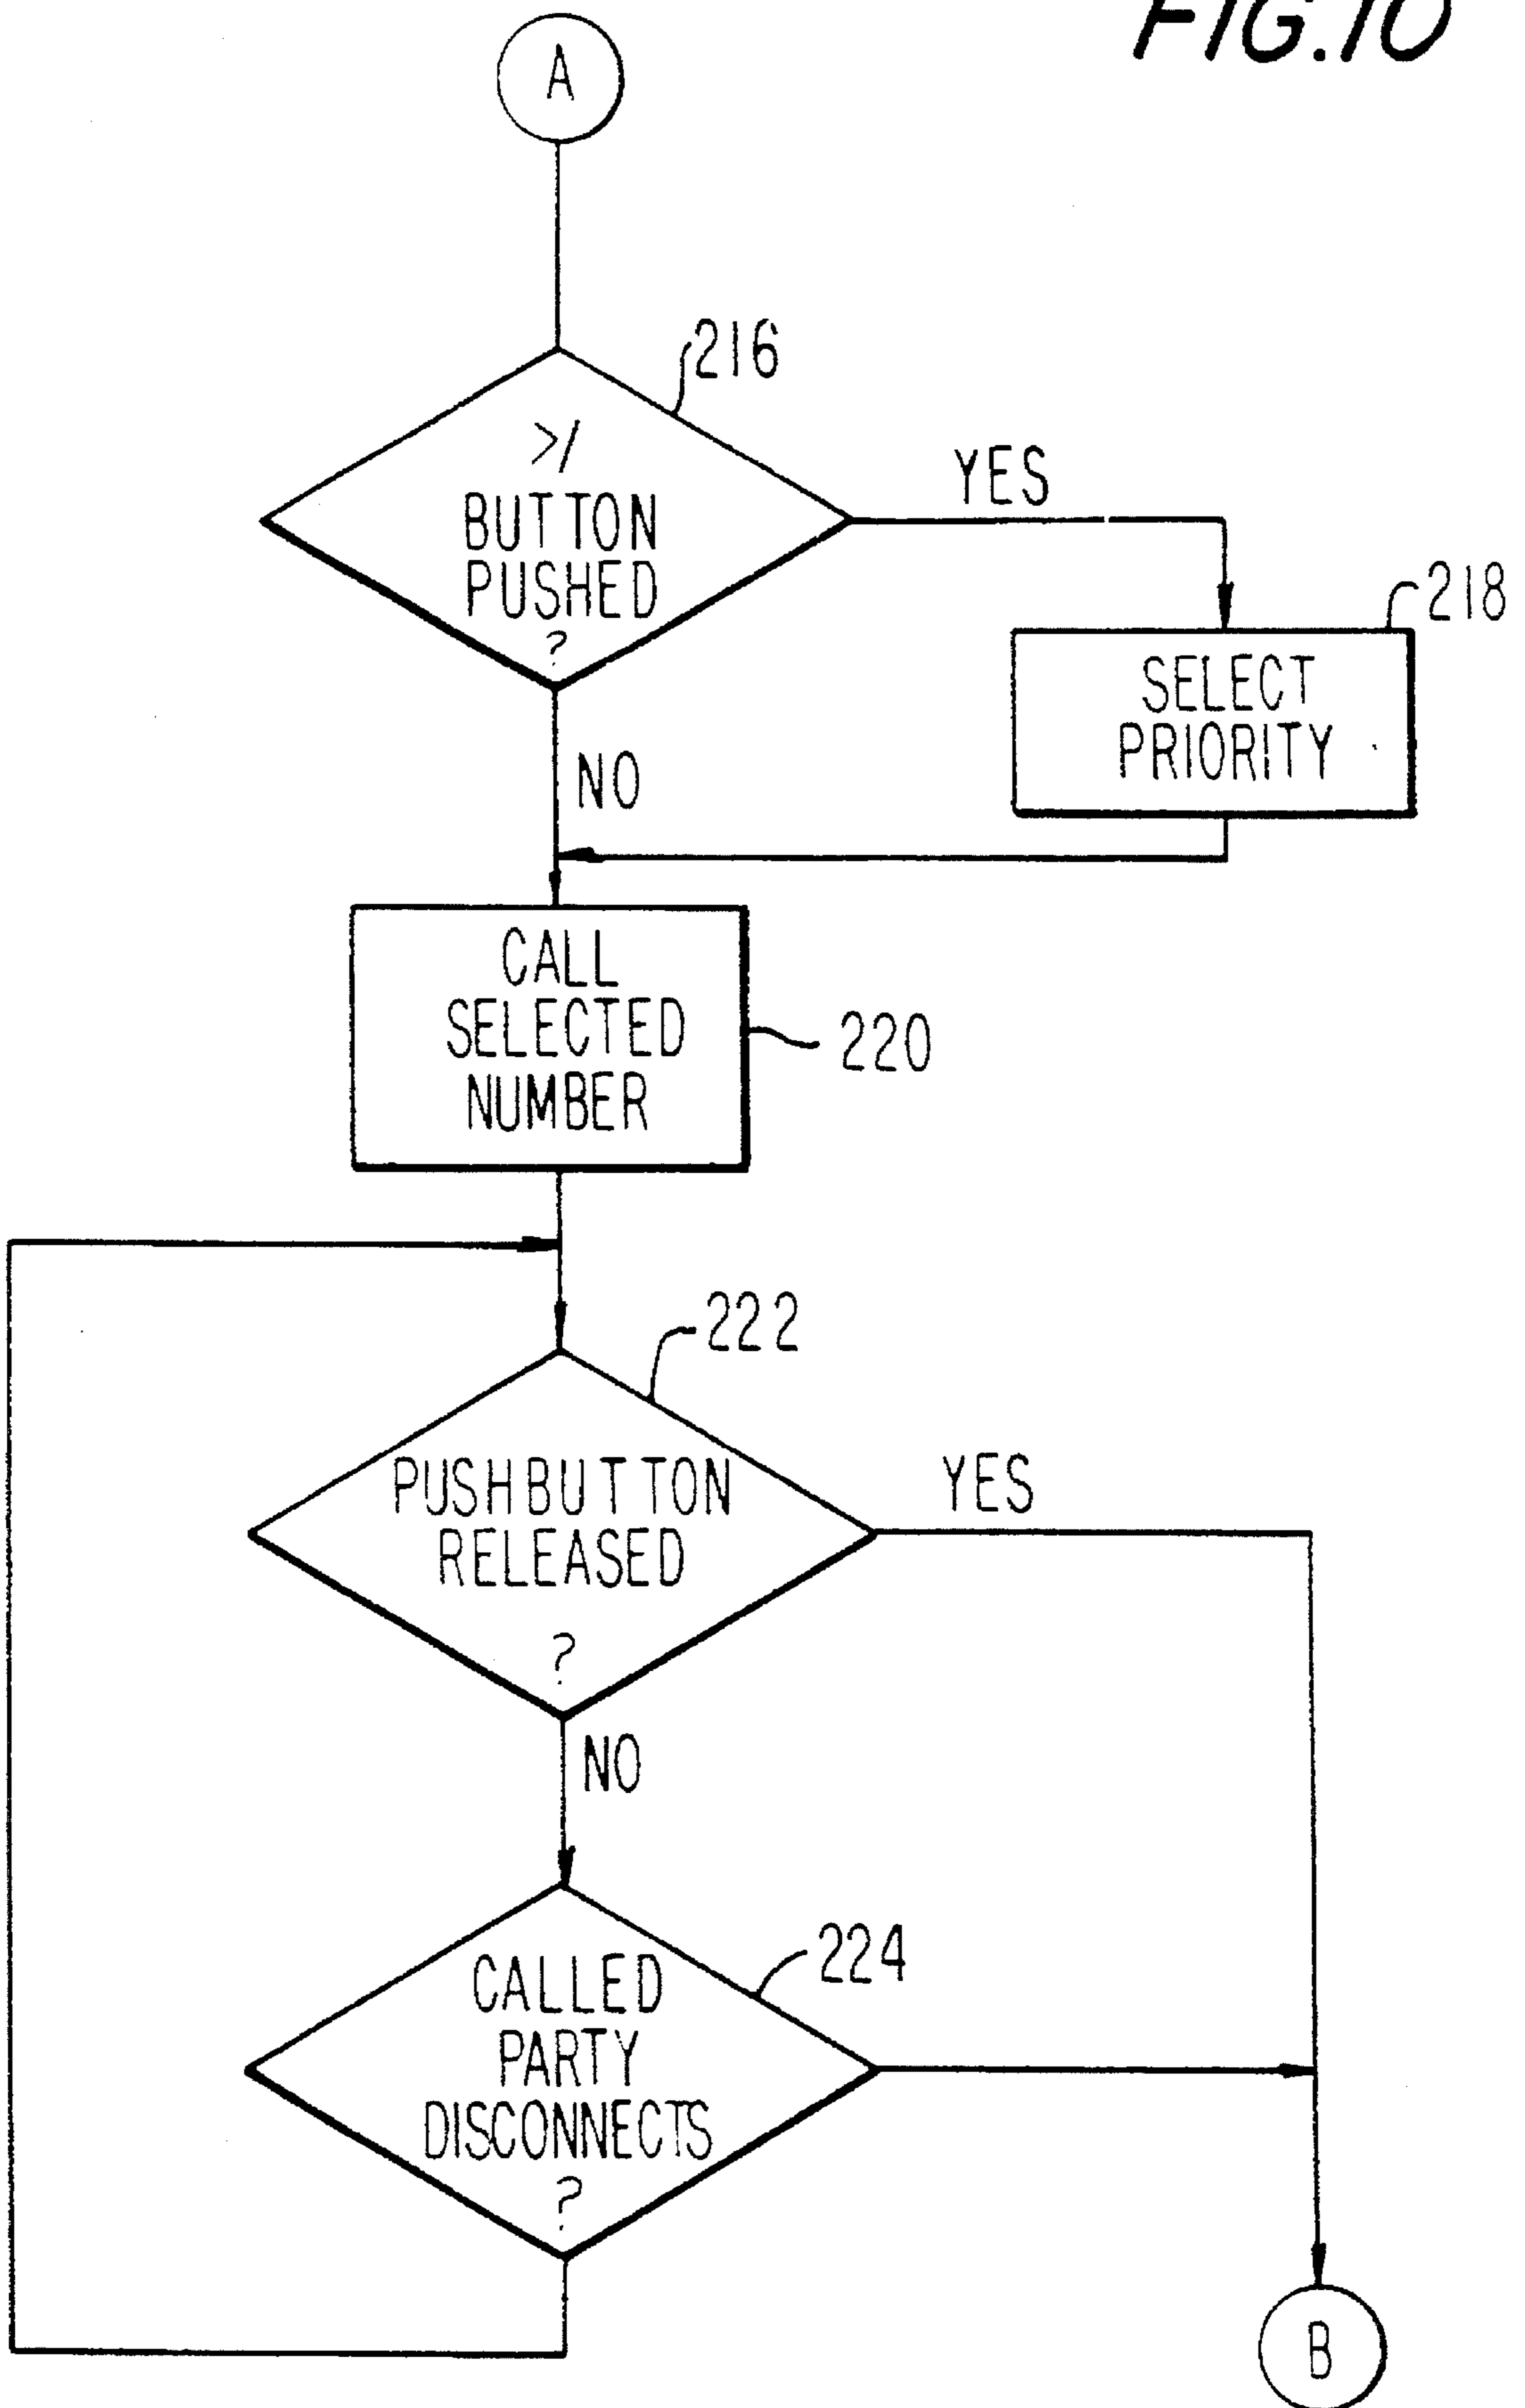 FIG.10
A
216
>/
BUTTON
PUSHED
?
YES
218
SELECT
PRIORITY
NO
CALL
SELECTED
NUMBER
220
222
PUSHBUTTON
RELEASED
?
YES
NO
224
CALLED
PARTY
DISCONNECTS
?
B